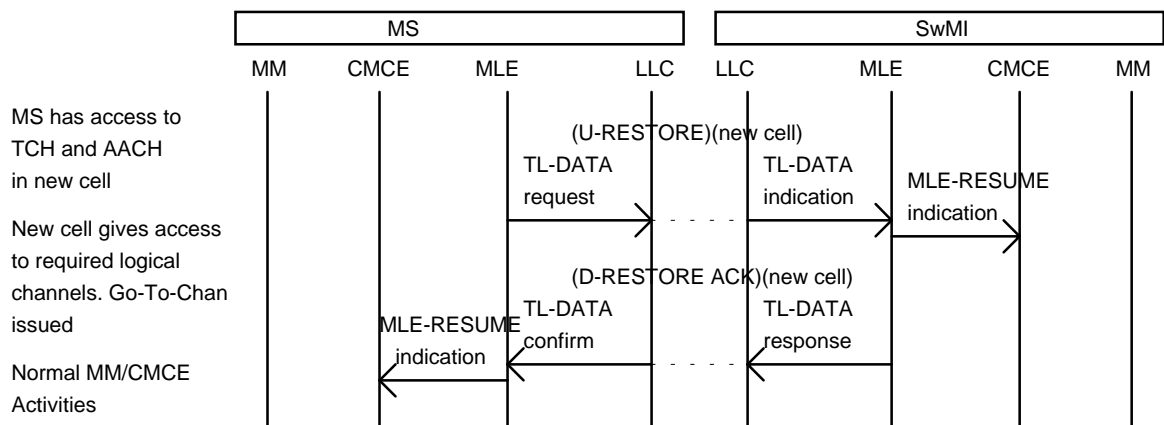 MS SwMI
MM CMCE MLE LLC LLC MLE CMCE MM
MS has access to
TCH and AACH
in new cell
(U-RESTORE)(new cell)
TL-DATA
request
TL-DATA
indication
MLE-RESUME
indication
New cell gives access
to required logical
channels. Go-To-Chan
issued
(D-RESTORE ACK)(new cell)
MLE-RESUME
indication
TL-DATA
confirm
TL-DATA
response
Normal MM/CMCE
Activities